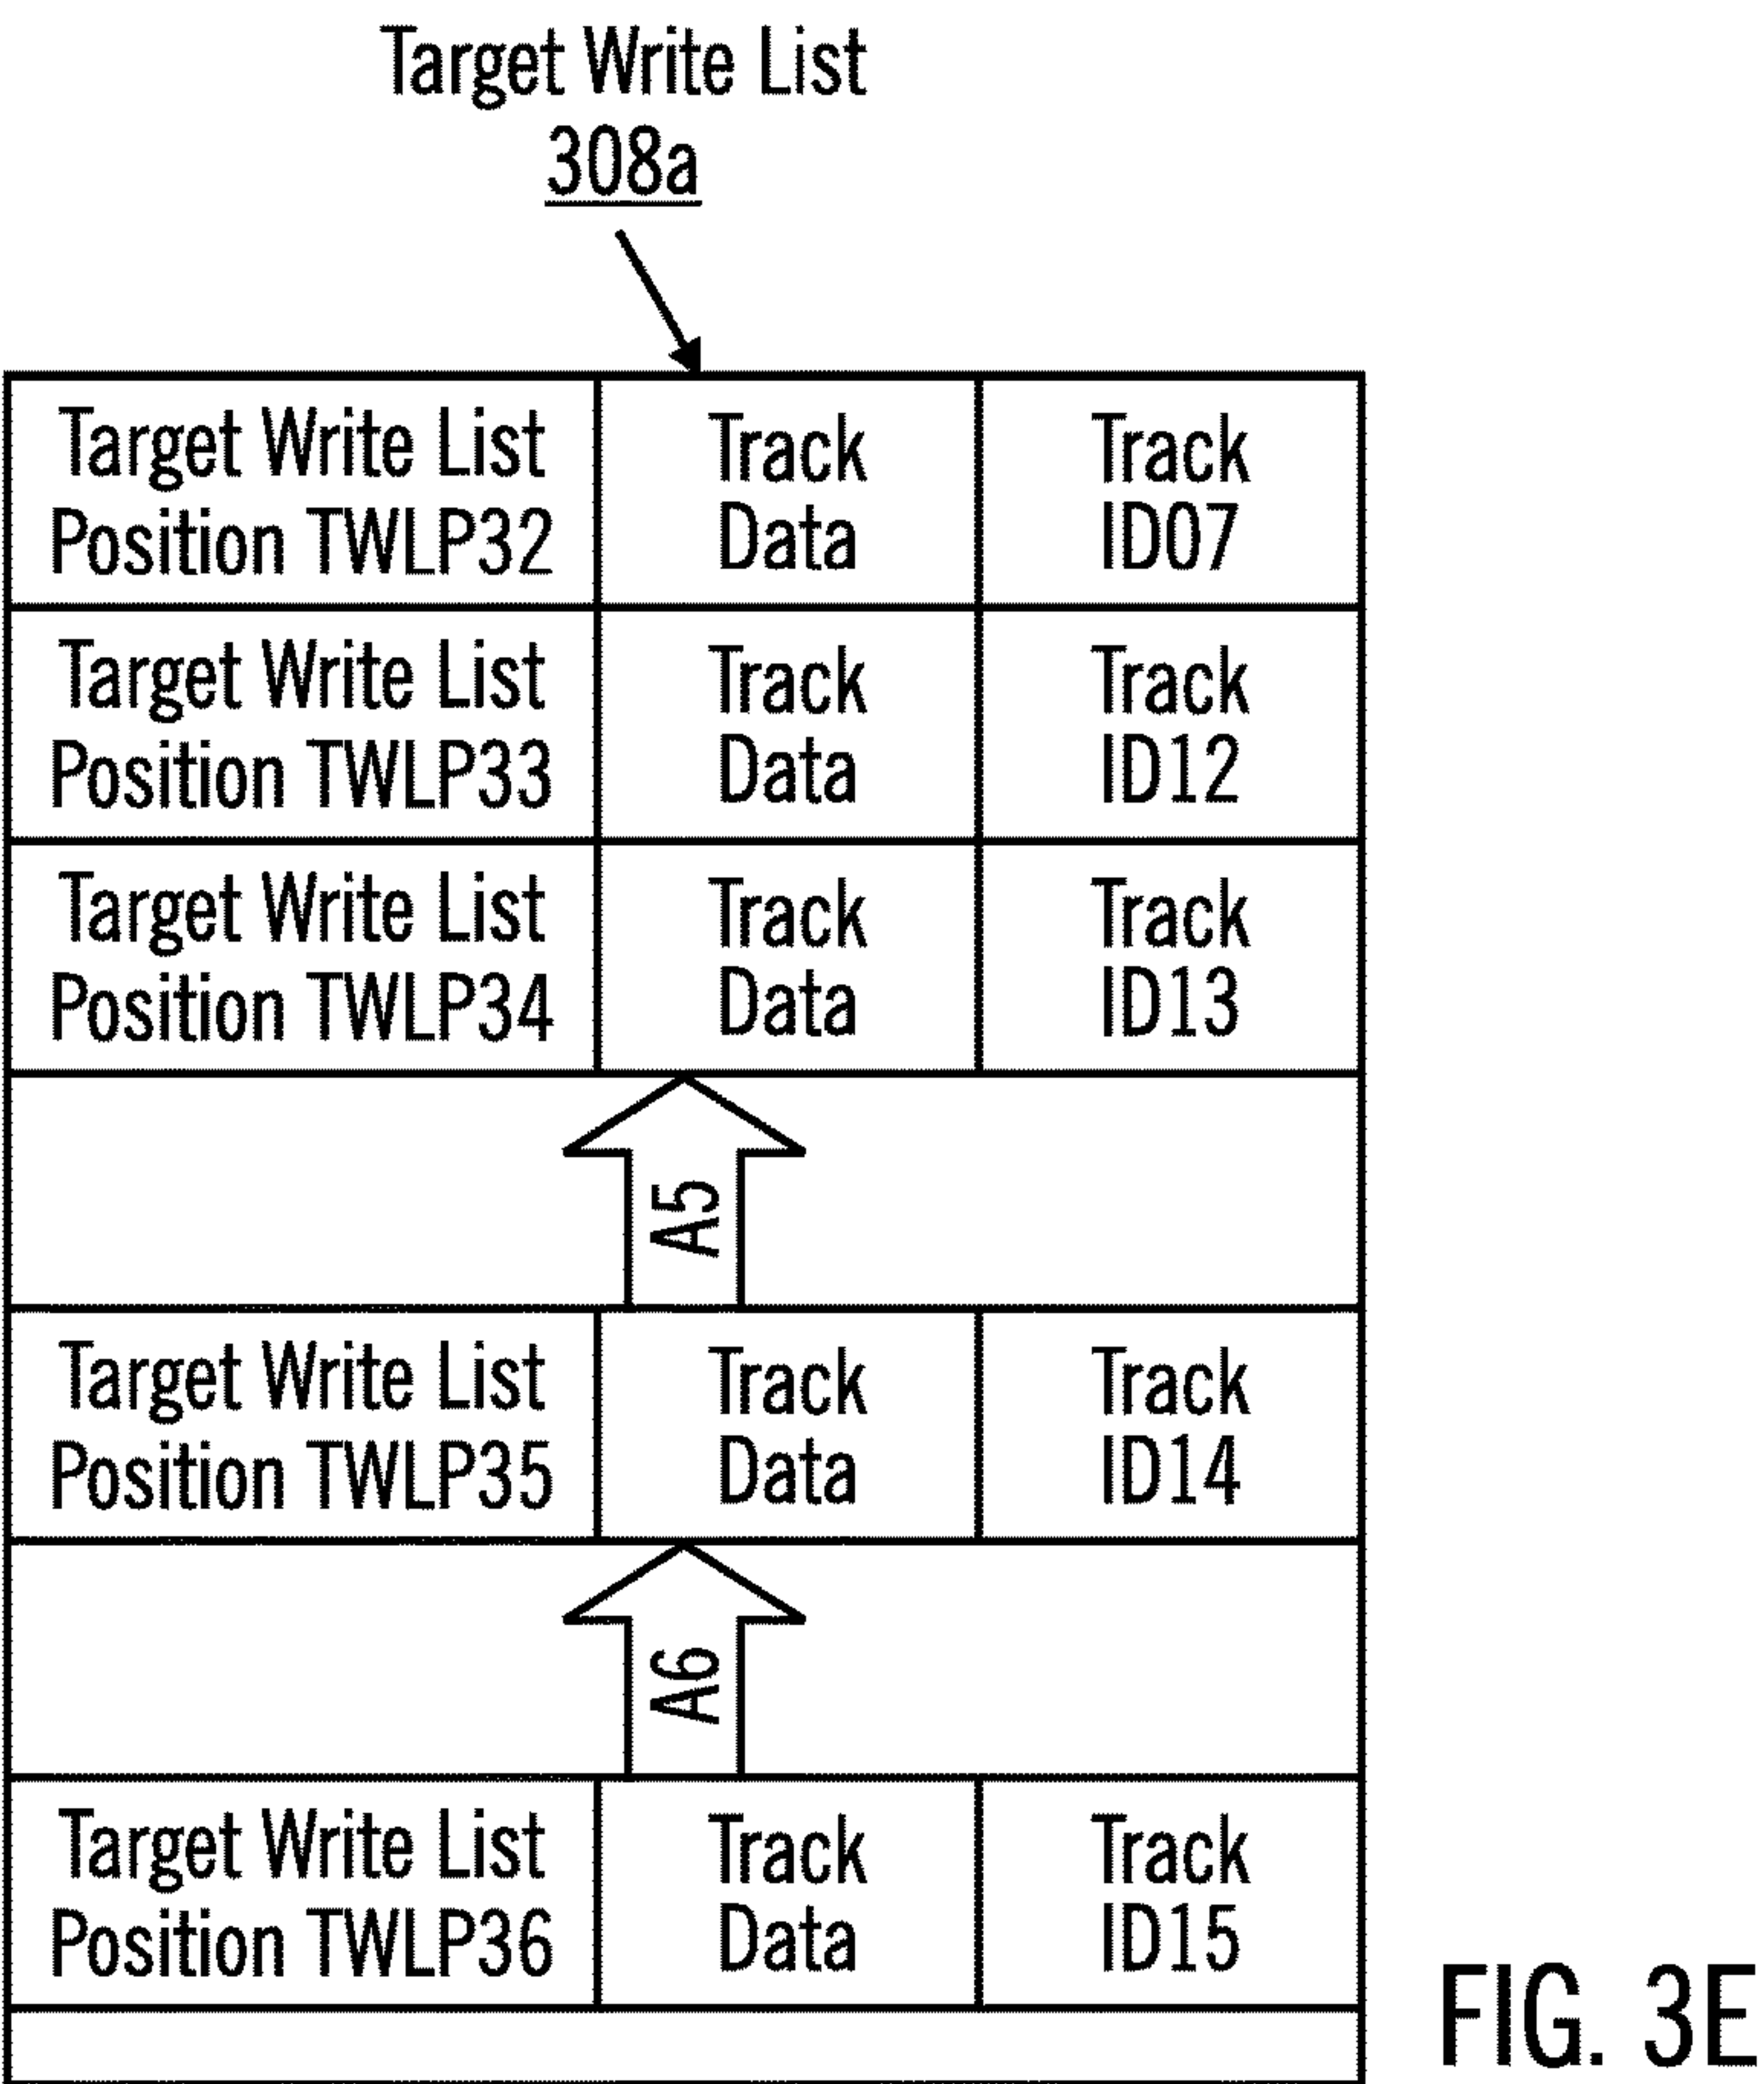 Target Write List
308a
Target Write List
Position TWLP32
Track
Data
Track
ID07
Target Write List
Position TWLP33
Track
Data
Track
ID12
Target Write List
Position TWLP34
Track
Data
Track
ID13
A5
Target Write List
Position TWLP35
Track
Data
Track
ID14
A6
Target Write List
Position TWLP36
Track
Data
Track
ID15
FIG. 3E